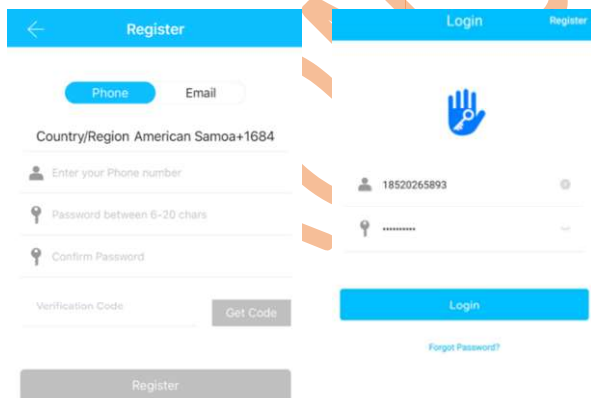 Register
Phone Email
Country/Region American Samoa+1684
Enter your Phone number
Password between 6-20 chars
Confirm Password
Verification Code Get Code
Register
Login Register
18520265893
Login
Forgot Password?